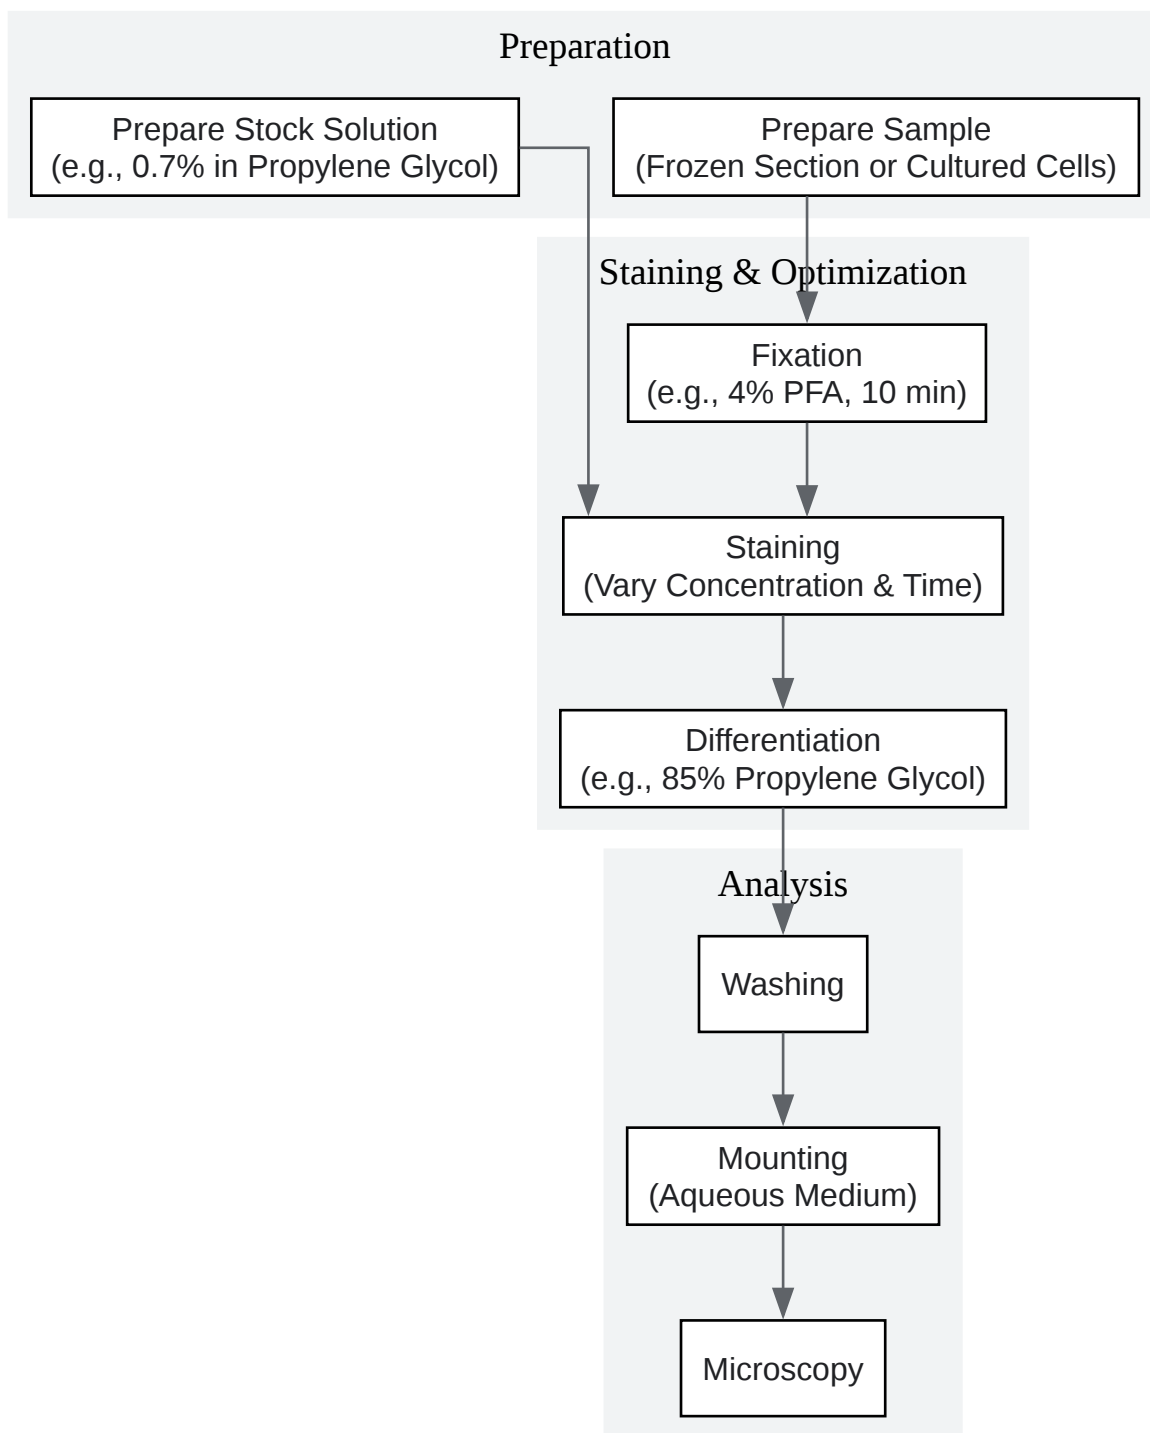 Preparation
Prepare Stock Solution
(e.g., 0.7% in Propylene Glycol)
Prepare Sample
(Frozen Section or Cultured Cells)
Staining & Optimization
Fixation
(e.g., 4% PFA, 10 min)
Staining
(Vary Concentration & Time)
Differentiation
(e.g., 85% Propylene Glycol)
Analysis
Washing
Mounting
(Aqueous Medium)
Microscopy